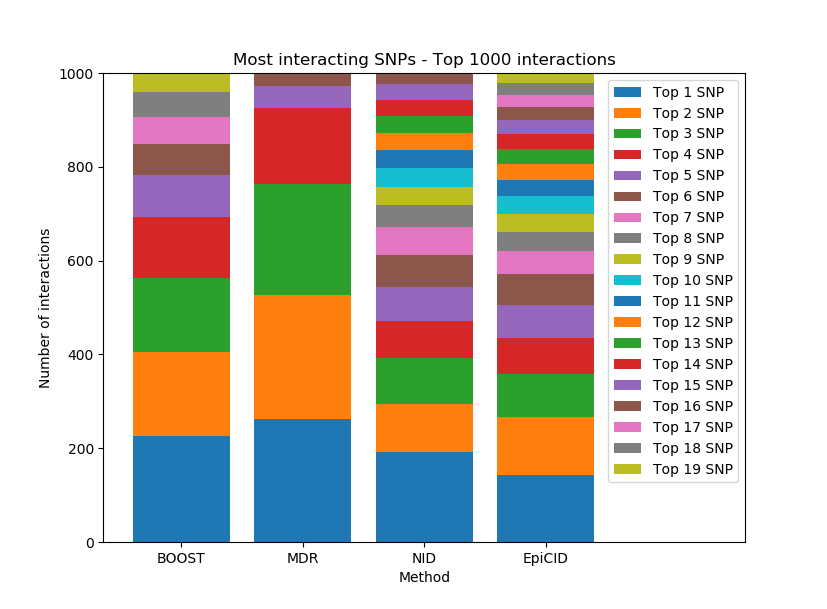 Most interacting SNPs - Top 1000 interactions
Number of interactions
1000
800
600
400
200
0
BOOST
MDR
NID
EpiCID
Method
Top 1 SNP
Top 2 SNP
Top 3 SNP
Top 4 SNP
Top 5 SNP
Top 6 SNP
Top 7 SNP
Top 8 SNP
Top 9 SNP
Top 10 SNP
Top 11 SNP
Top 12 SNP
Top 13 SNP
Top 14 SNP
Top 15 SNP
Top 16 SNP
Top 17 SNP
Top 18 SNP
Top 19 SNP